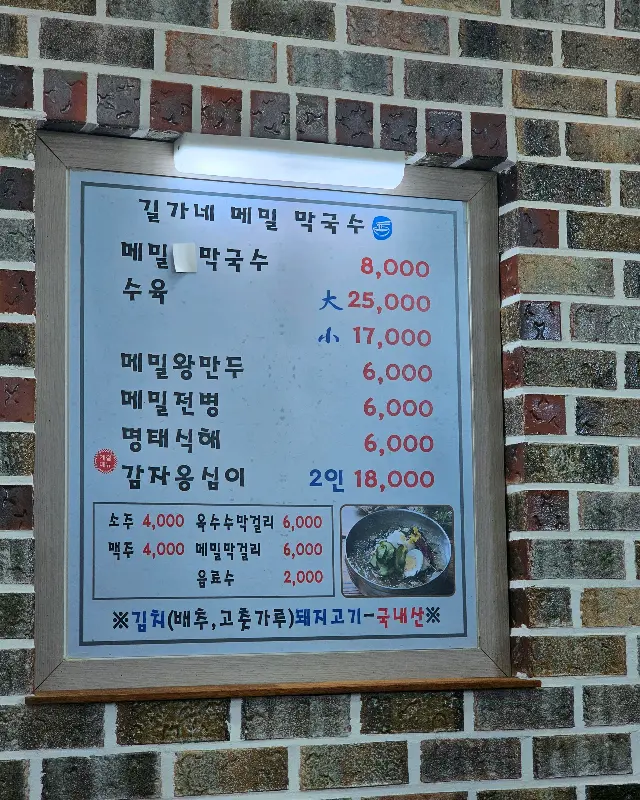 길가네 메밀 막국수
메밀 막국수 8,000
수육 大 25,000
小 17,000
메밀왕만두 6,000
메밀전병 6,000
명태식해 6,000
계절메뉴 감자옹심이 2인 18,000
소주 4,000 옥수수막걸리 6,000
맥주 4,000 메밀막걸리 6,000
음료수 2,000
※김치(배추,고춧가루)돼지고기-국내산※